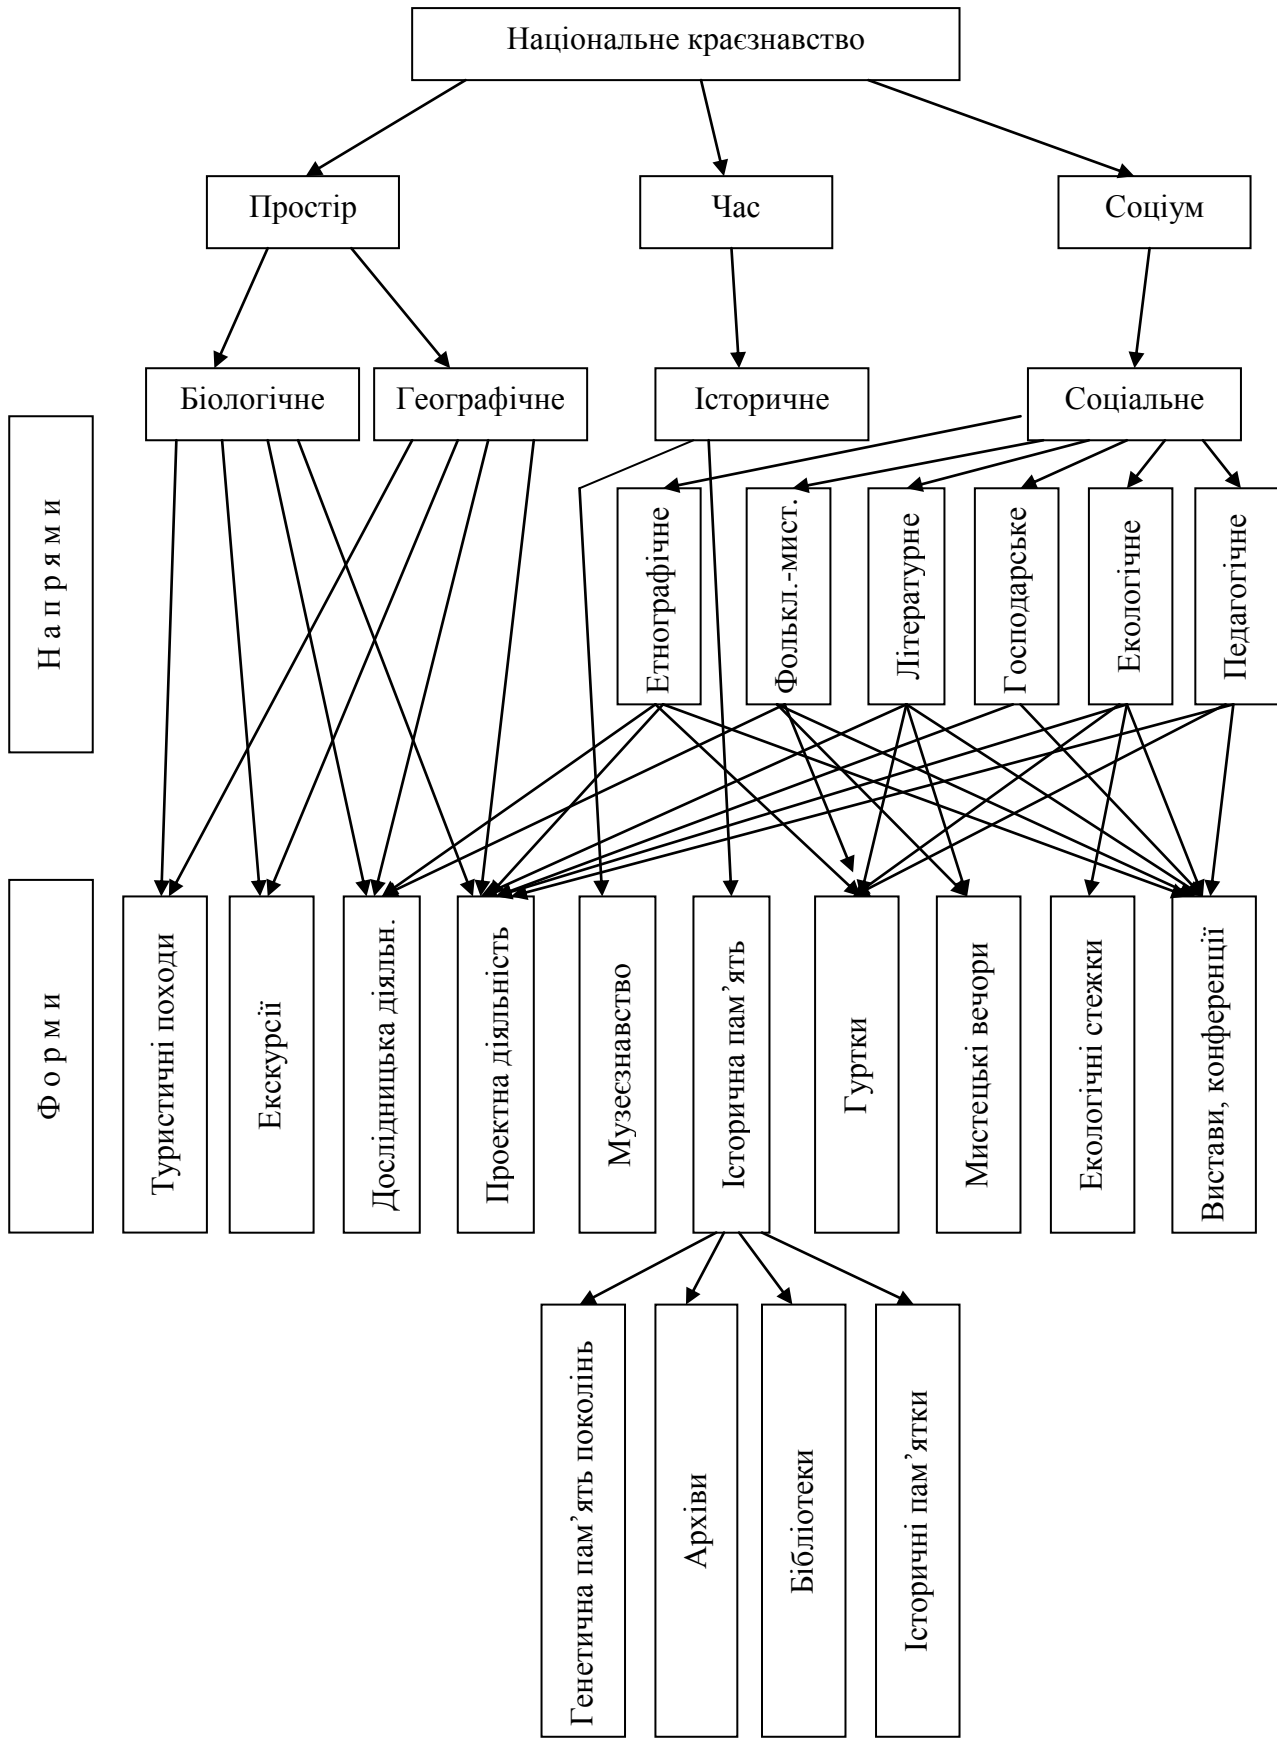 Національне краєзнавство
Простір
Час
Соціум
Біологічне
Географічне
Історичне
Соціальне
Напрями
Етнографічне
Фолькл.-мист.
Літературне
Господарське
Екологічне
Педагогічне
Форми
Туристичні походи
Екскурсії
Дослідницька діяльн.
Проектна діяльність
Музеєзнавство
Історична пам’ять
Гуртки
Мистецькі вечори
Екологічні стежки
Вистави, конференції
Генетична пам’ять поколінь
Архіви
Бібліотеки
Історичні пам’ятки